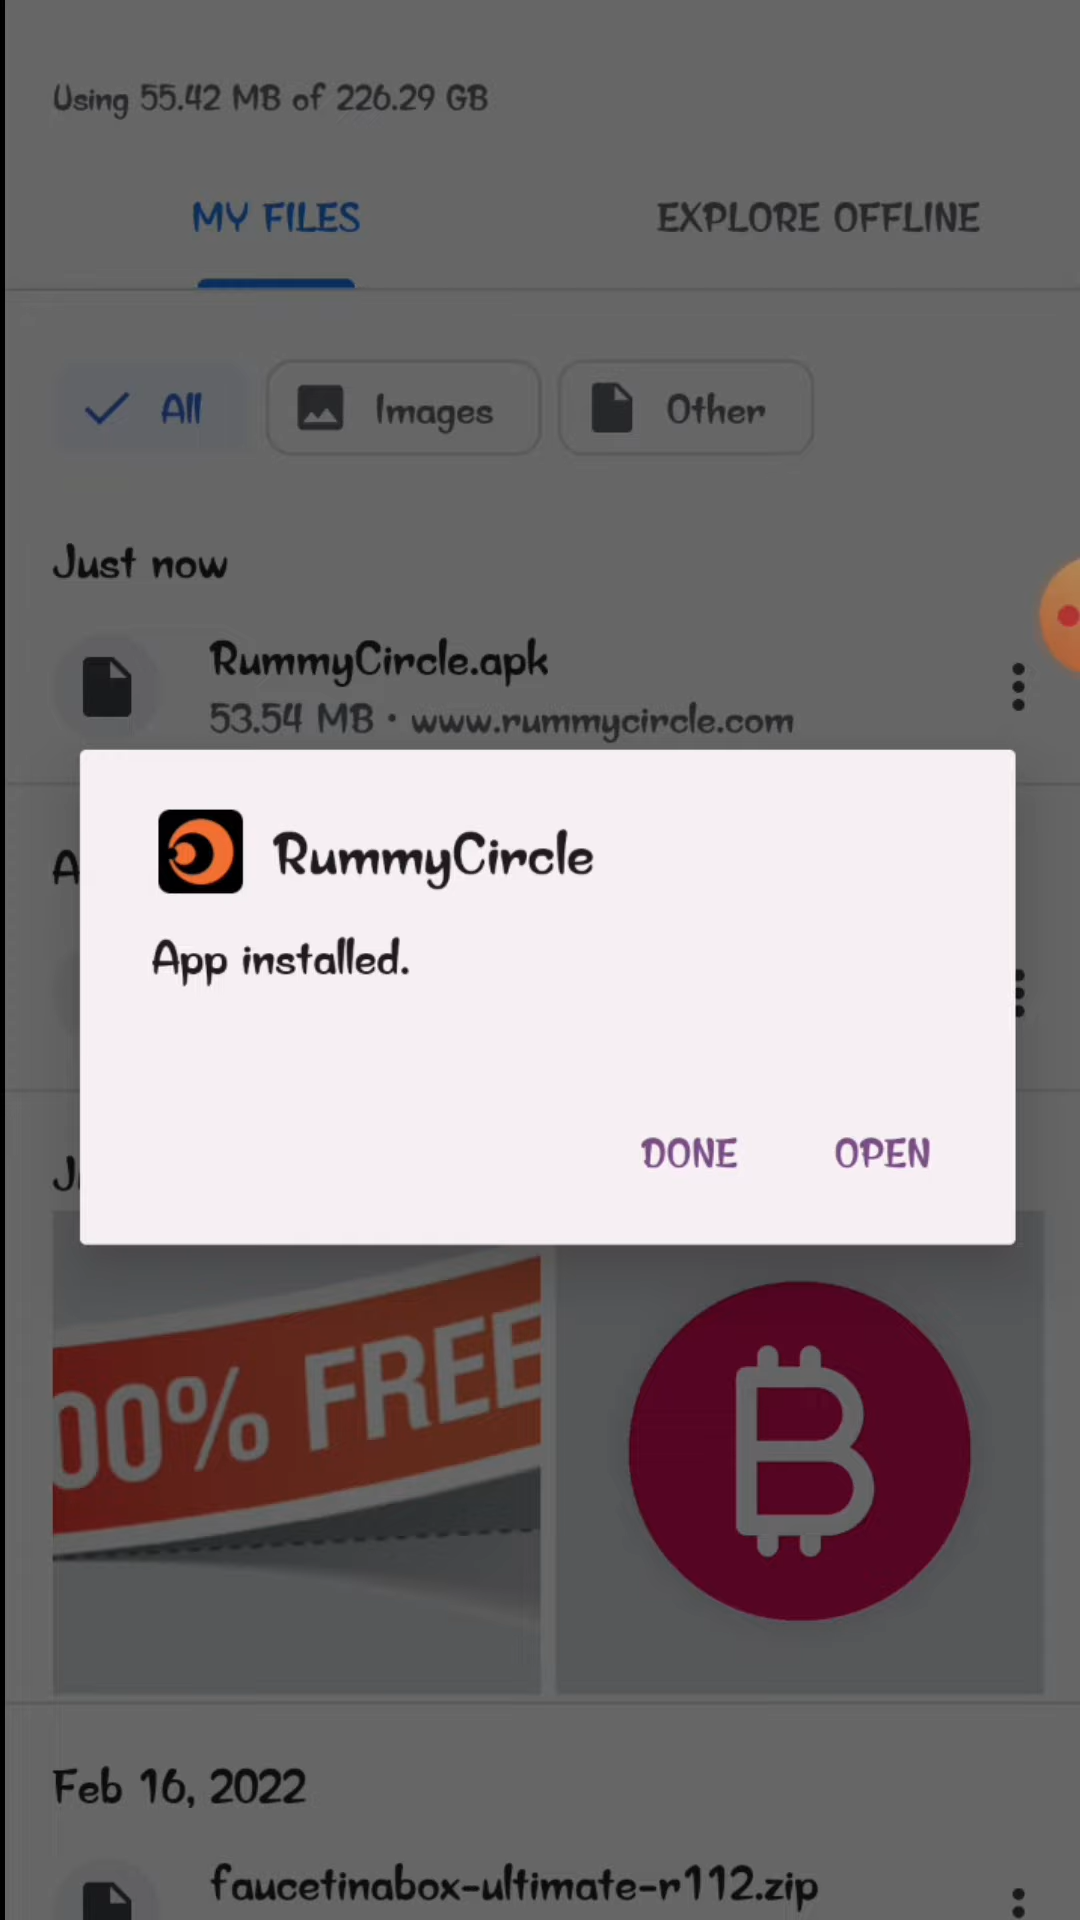 Using 55.42 MB of 226.29 GB
MY FILES
EXPLORE OFFLINE
All
Images
Other
Just now
RummyCircle.apk
53.54 MB • www.rummycircle.com
RummyCircle
App installed.
DONE
OPEN
00% FREE
Feb 16, 2022
faucetinabox-ultimate-r112.zip